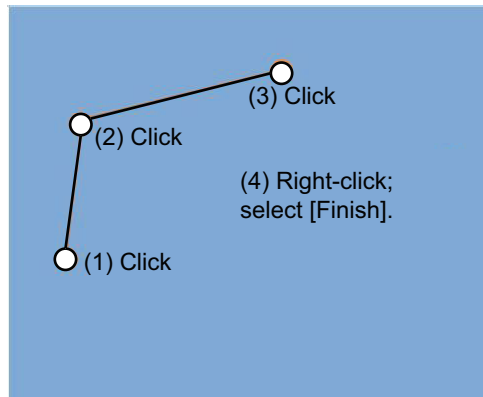 (3) Click
(2) Click
(4) Right-click;
select [Finish].
(1) Click